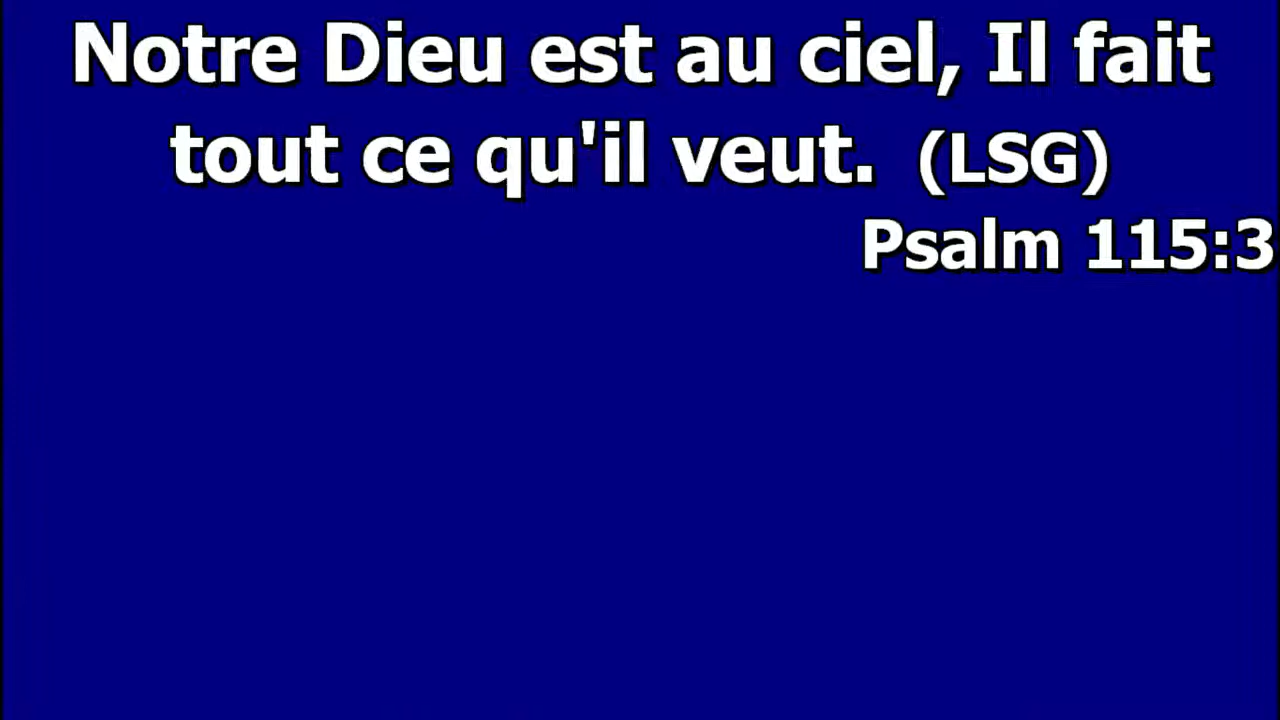 Notre Dieu est au ciel, Il fait
tout ce qu'il veut. (LSG)
Psalm 115:3